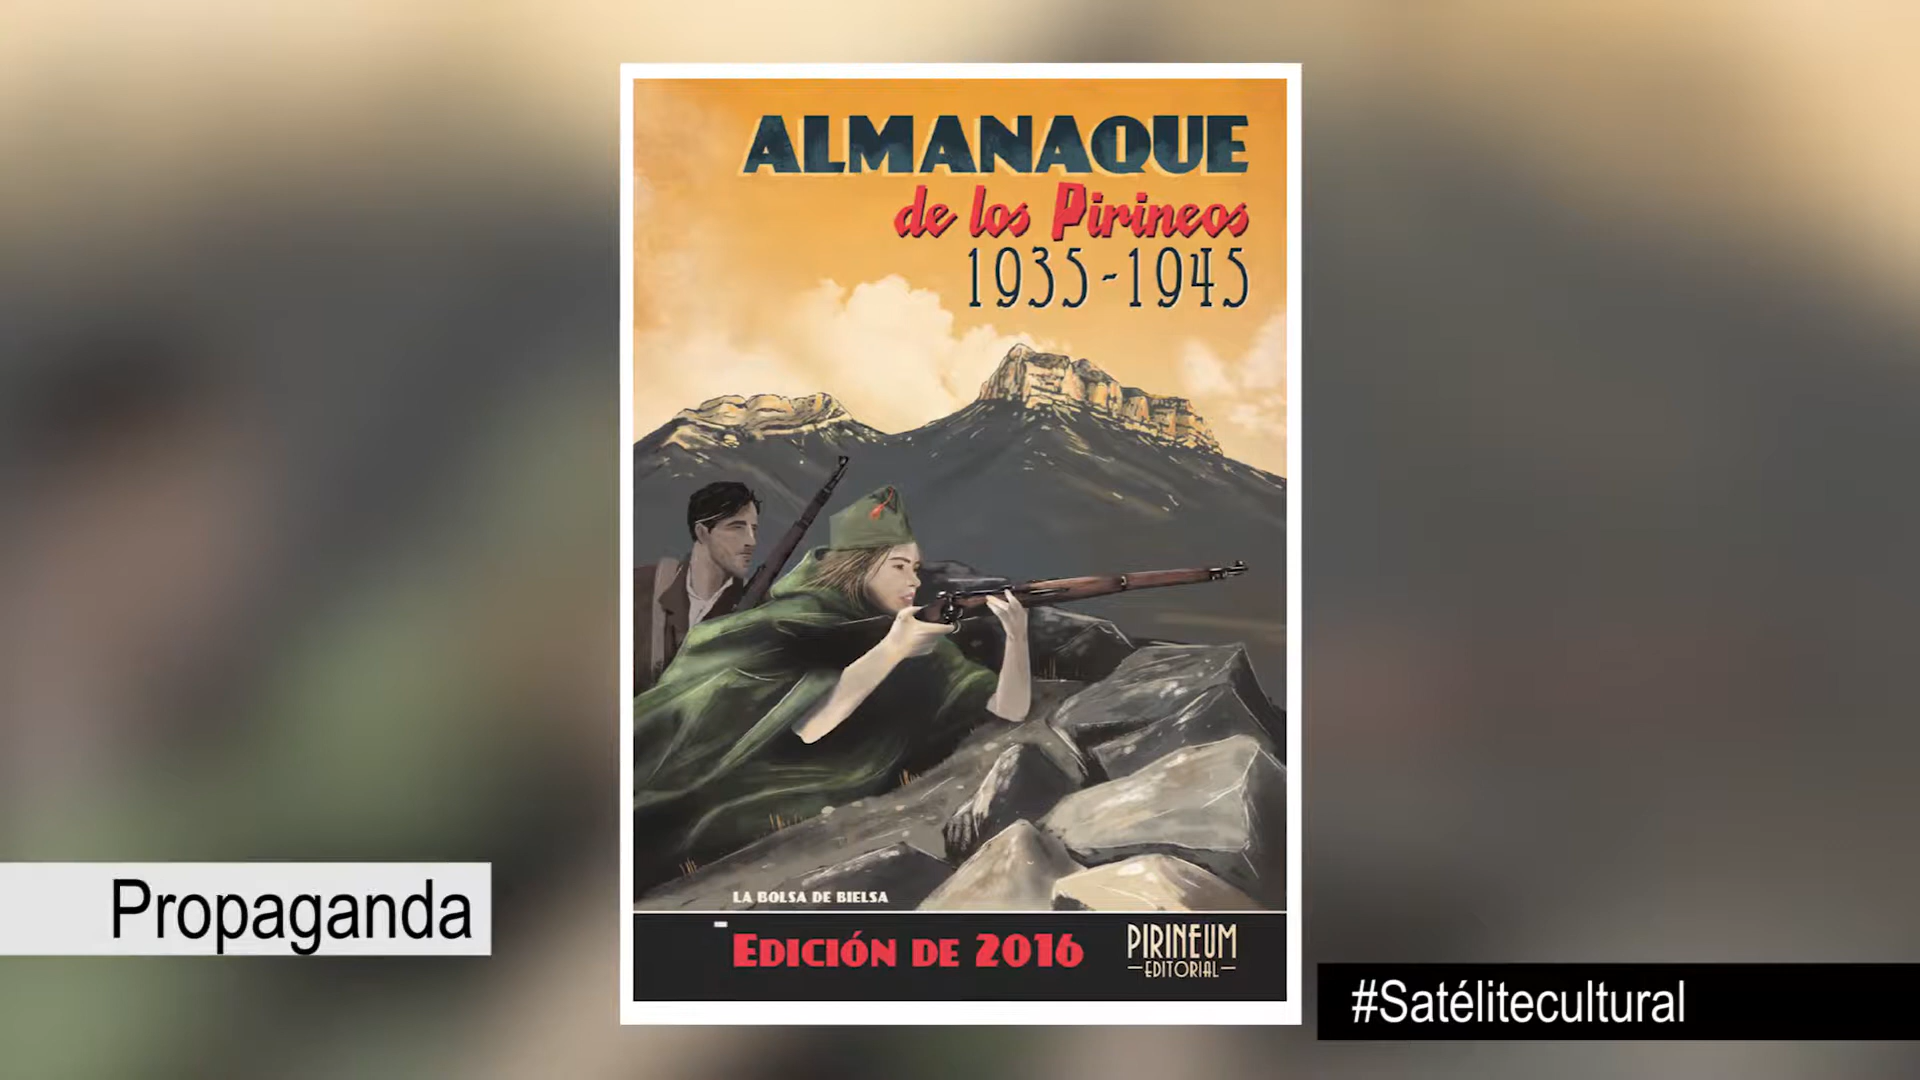 ALMANAQUE
de los Pirineos
1935-1945
LA BOLSA DE BIELSA
EDICIÓN DE 2016
PIRINEUM
EDITORIAL
Propaganda
#Satélitecultural